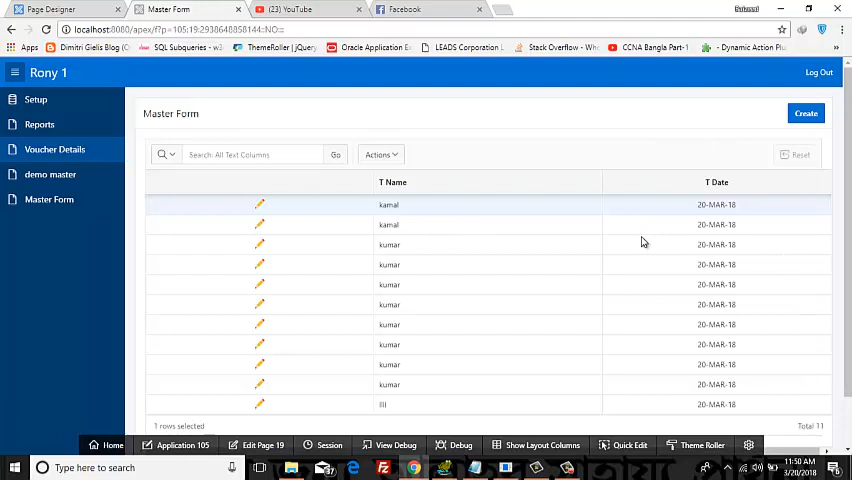 Page Designer
Master Form
(23) YouTube
Facebook
localhost:8080/apex/f?p=105:19:2938648858144::NO:::
Blog
Dimitri Gielis Blog (O
SQL Subqueries - w3re
ThemeRoller | jQuery
Oracle Application Ex
LEADS Corporation L
Stack Overflow - Whe
CCNA Bangla Part-1
- Dynamic Action Plu
Rony 1
Log Out
Setup
Reports
Voucher Details
demo master
Master Form
Master Form
Create
Search: All Text Columns
Go
Actions
Reset
T Name
T Date
kamal
20-MAR-18
kamal
20-MAR-18
kumar
20-MAR-18
kumar
20-MAR-18
kumar
20-MAR-18
kumar
20-MAR-18
kumar
20-MAR-18
kumar
20-MAR-18
kumar
20-MAR-18
kumar
20-MAR-18
20-MAR-18
1 rows selected
Total 11
Home
Application 105
Edit Page 19
Session
View Debug
Debug
Show Layout Columns
Quick Edit
Theme Roller
Type here to search
11:50 AM
3/20/2018